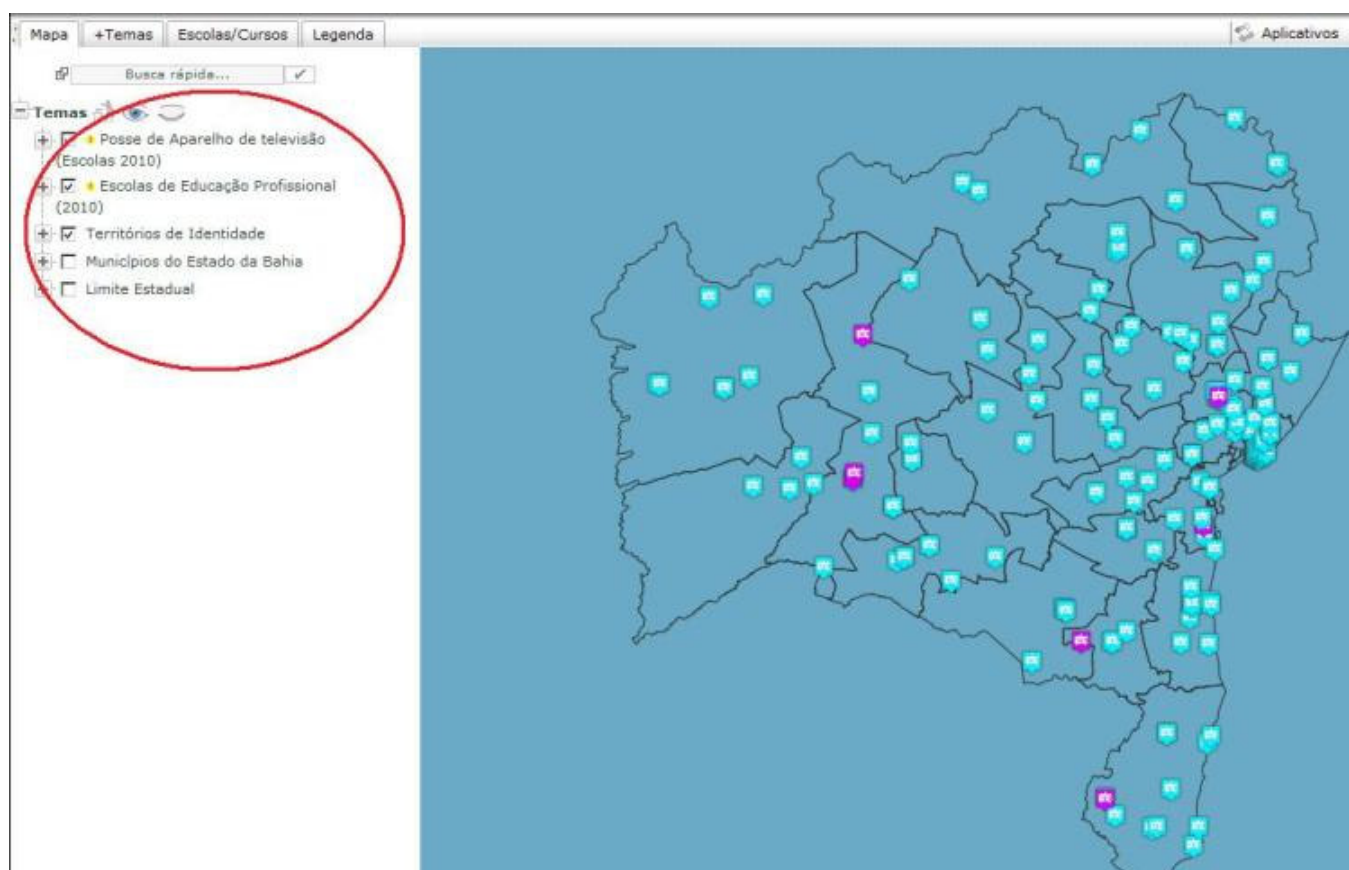 Mapa +Temas Escolas/Cursos Legenda Aplicativos
Busca rápida...
Temas
Posse de Aparelho de televisão
(Escolas 2010)
Escolas de Educação Profissional
(2010)
Territórios de Identidade
Municípios do Estado da Bahia
Limite Estadual